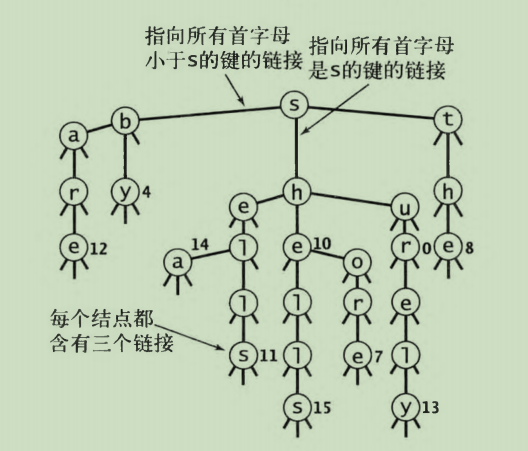 指向所有首字母
小于s的键的链接
指向所有首字母
是s的键的链接
s
b
t
a
r
y 4
h
h
e
u
e 12
a 14
l
e 10
o
r 0
e 8
l
l
r
e
每个结点都
含有三个链接
s 11
l
e 7
l
s 15
y 13